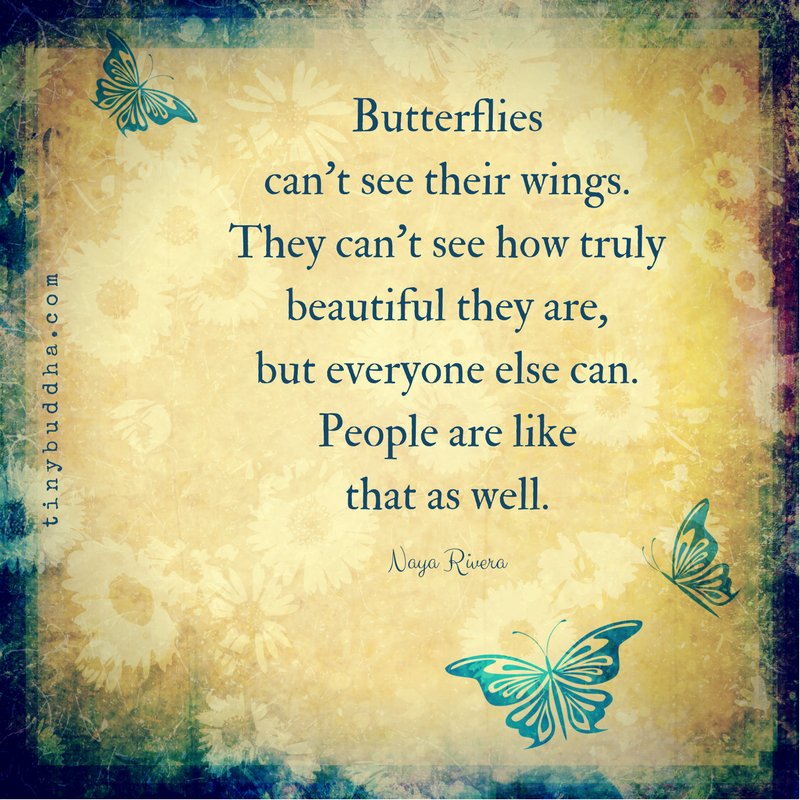 Butterflies
can’t see their wings.
They can’t see how truly
beautiful they are,
but everyone else can.
People are like
that as well.
Naya Rivera
tinybuddha.com